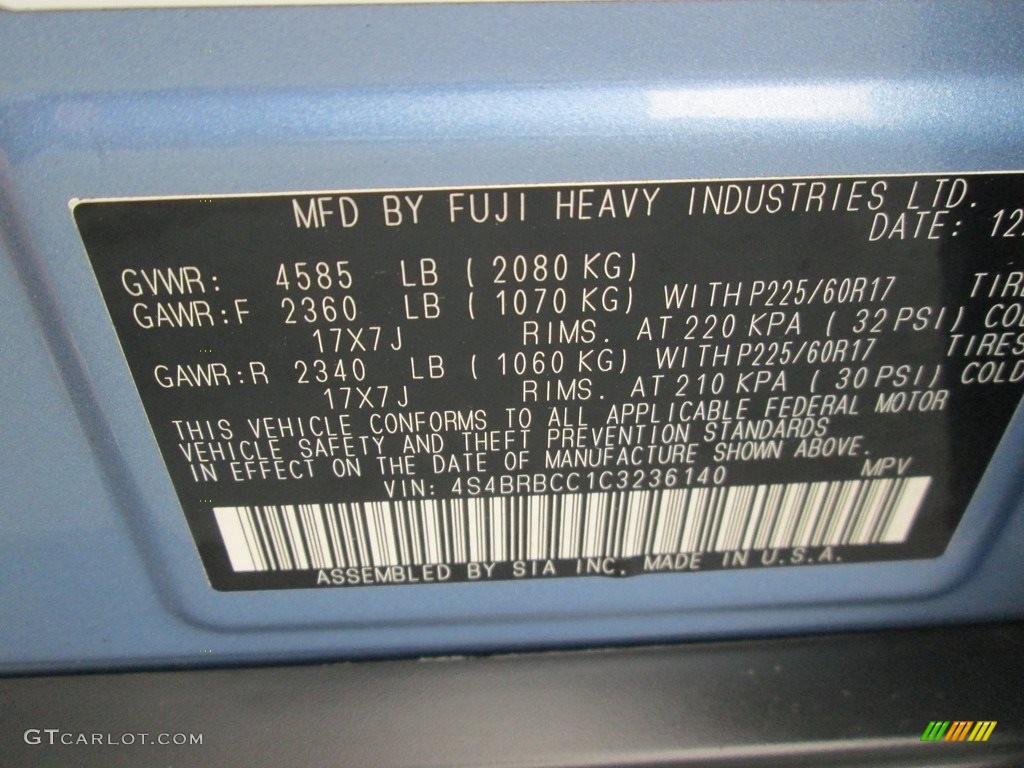 MFD BY FUJI HEAVY INDUSTRIES LTD.
DATE: 12
GVWR: 4585 LB ( 2080 KG)
GAWR:F 2360 LB ( 1070 KG) WITH P225/60R17
17X7J RIMS. AT 220 KPA ( 32 PSI)
GAWR:R 2340 LB ( 1060 KG) WITH P225/60R17 TIRES
17X7J RIMS. AT 210 KPA ( 30 PSI) COLD
THIS VEHICLE CONFORMS TO ALL APPLICABLE FEDERAL MOTOR
VEHICLE SAFETY AND THEFT PREVENTION STANDARDS
IN EFFECT ON THE DATE OF MANUFACTURE SHOWN ABOVE.
VIN: 4S4BRBCC1C3236140 MPV
ASSEMBLED BY SIA INC. MADE IN U.S.A.
GTCARLOT.COM